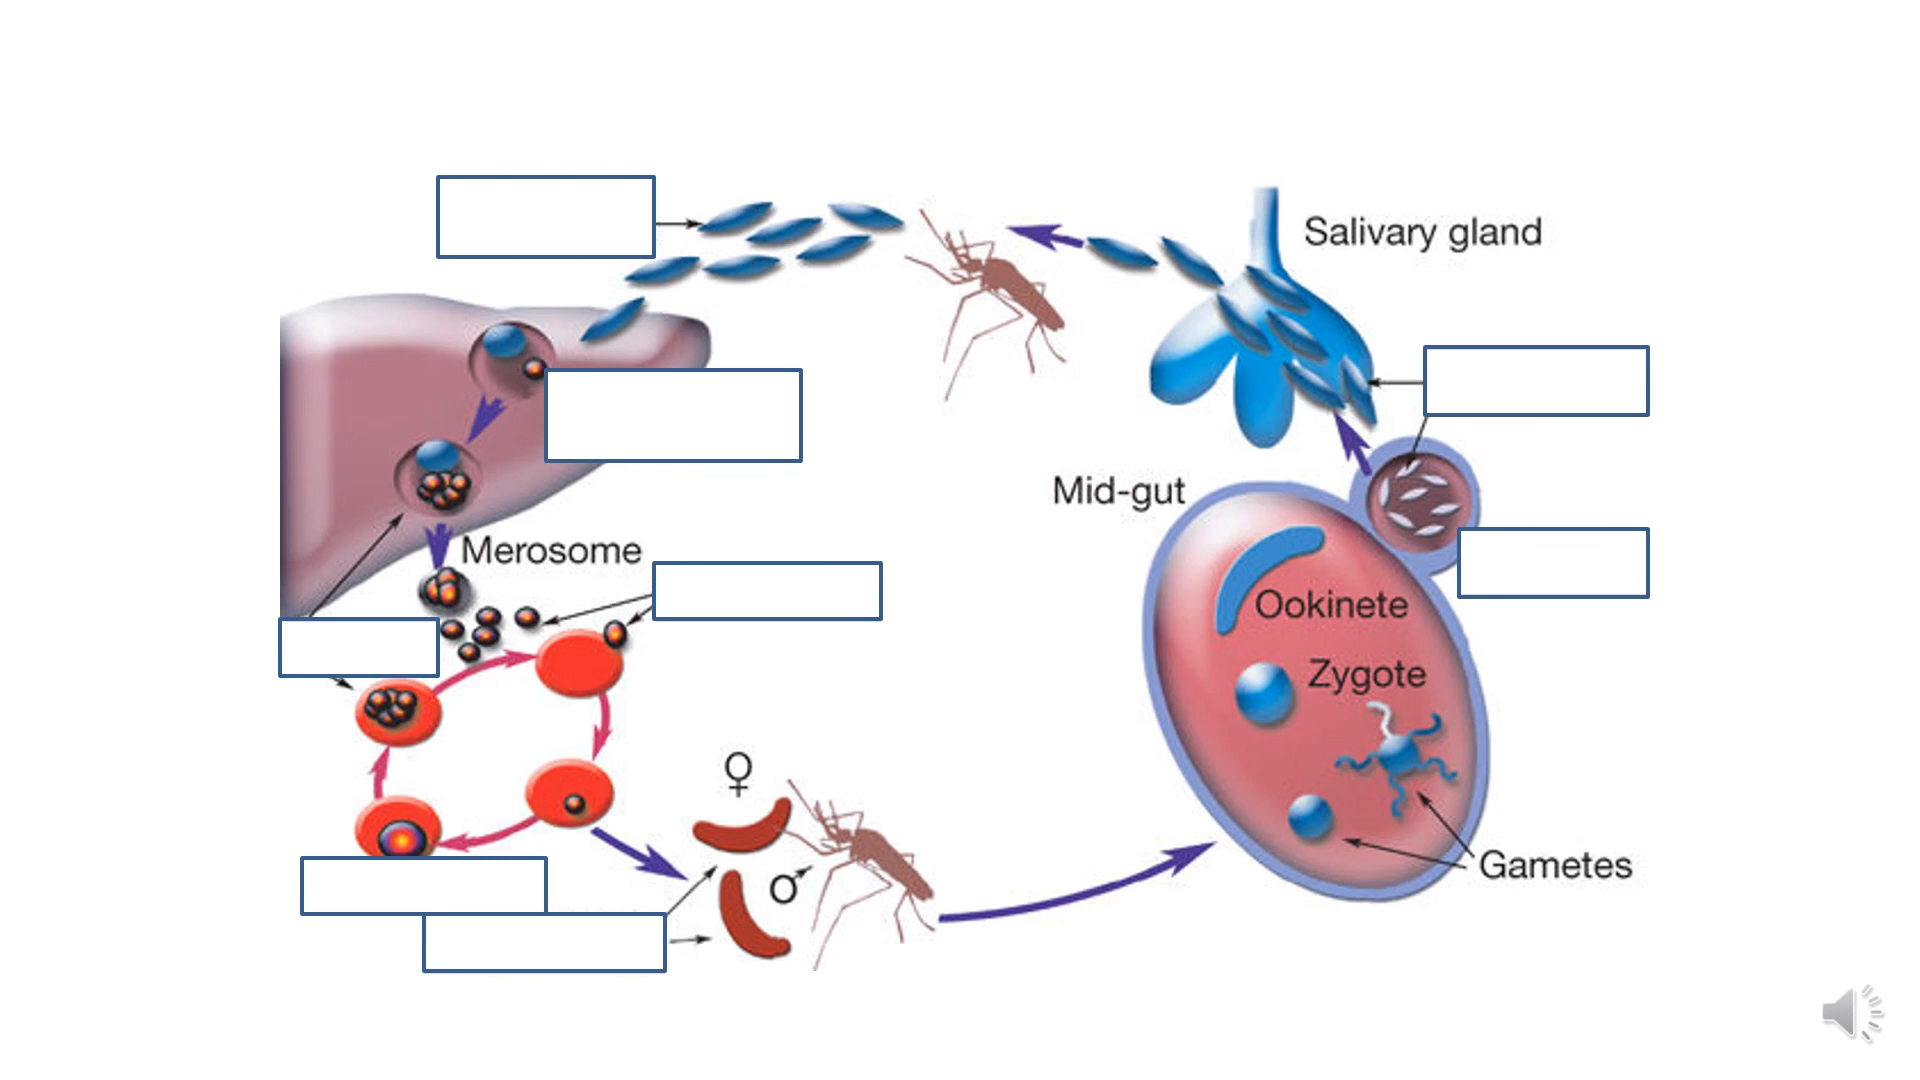 Salivary gland
Mid-gut
Merosome
Ookinete
Zygote
♀
♂
Gametes